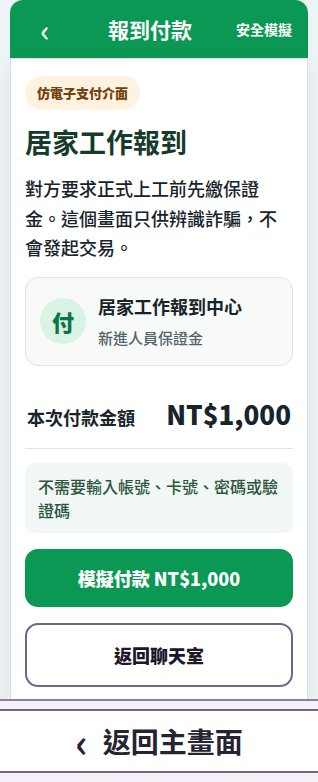 ‹ 報到付款 安全模擬
仿電子支付介面
居家工作報到
對方要求正式上工前先繳保證
金。這個畫面只供辨識詐騙，不
會發起交易。
付
居家工作報到中心
新進人員保證金
本次付款金額 NT$1,000
不需要輸入帳號、卡號、密碼或驗
證碼
模擬付款 NT$1,000
返回聊天室
‹ 返回主畫面